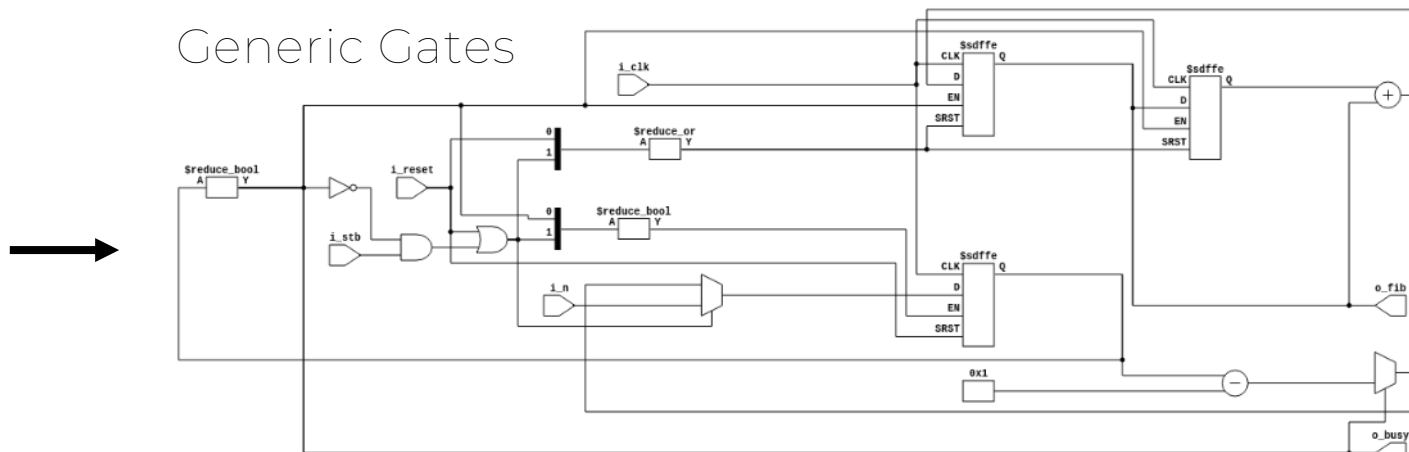 Generic Gates
i_clk
$sdffe
CLK
D
EN
SRST
Q
$sdffe
CLK
D
EN
SRST
Q
+
0
1
$reduce_or
A
Y
$reduce_bool
A
Y
i_reset
i_stb
0
1
$reduce_bool
A
Y
i_n
$sdffe
CLK
D
EN
SRST
Q
o_fib
0x1
−
o_busy